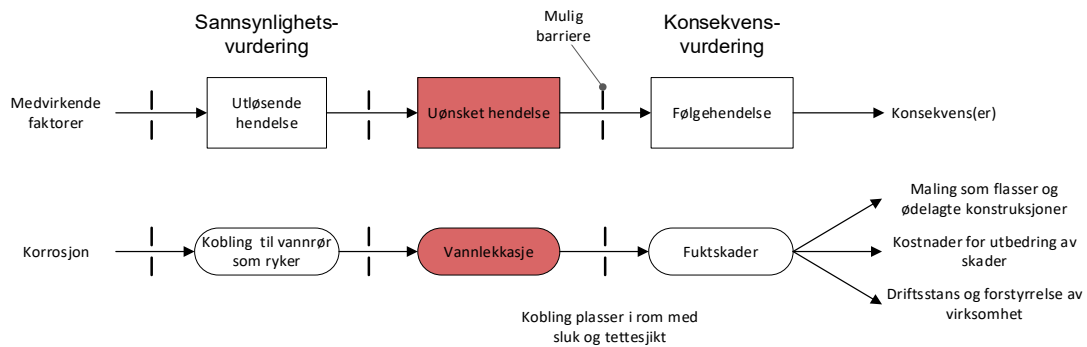 Sannsynlighets-
vurdering
Mulig
barriere
Konsekvens-
vurdering
Medvirkende
faktorer
Utløsende
hendelse
Uønsket hendelse
Følgehendelse
Konsekvens(er)
Korrosjon
Kobling til vannrør
som ryker
Vannlekkasje
Fuktskader
Maling som flasser og
ødelagte konstruksjoner
Kostnader for utbedring av
skader
Driftsstans og forstyrrelse av
virksomhet
Kobling plasser i rom med
sluk og tettesjikt